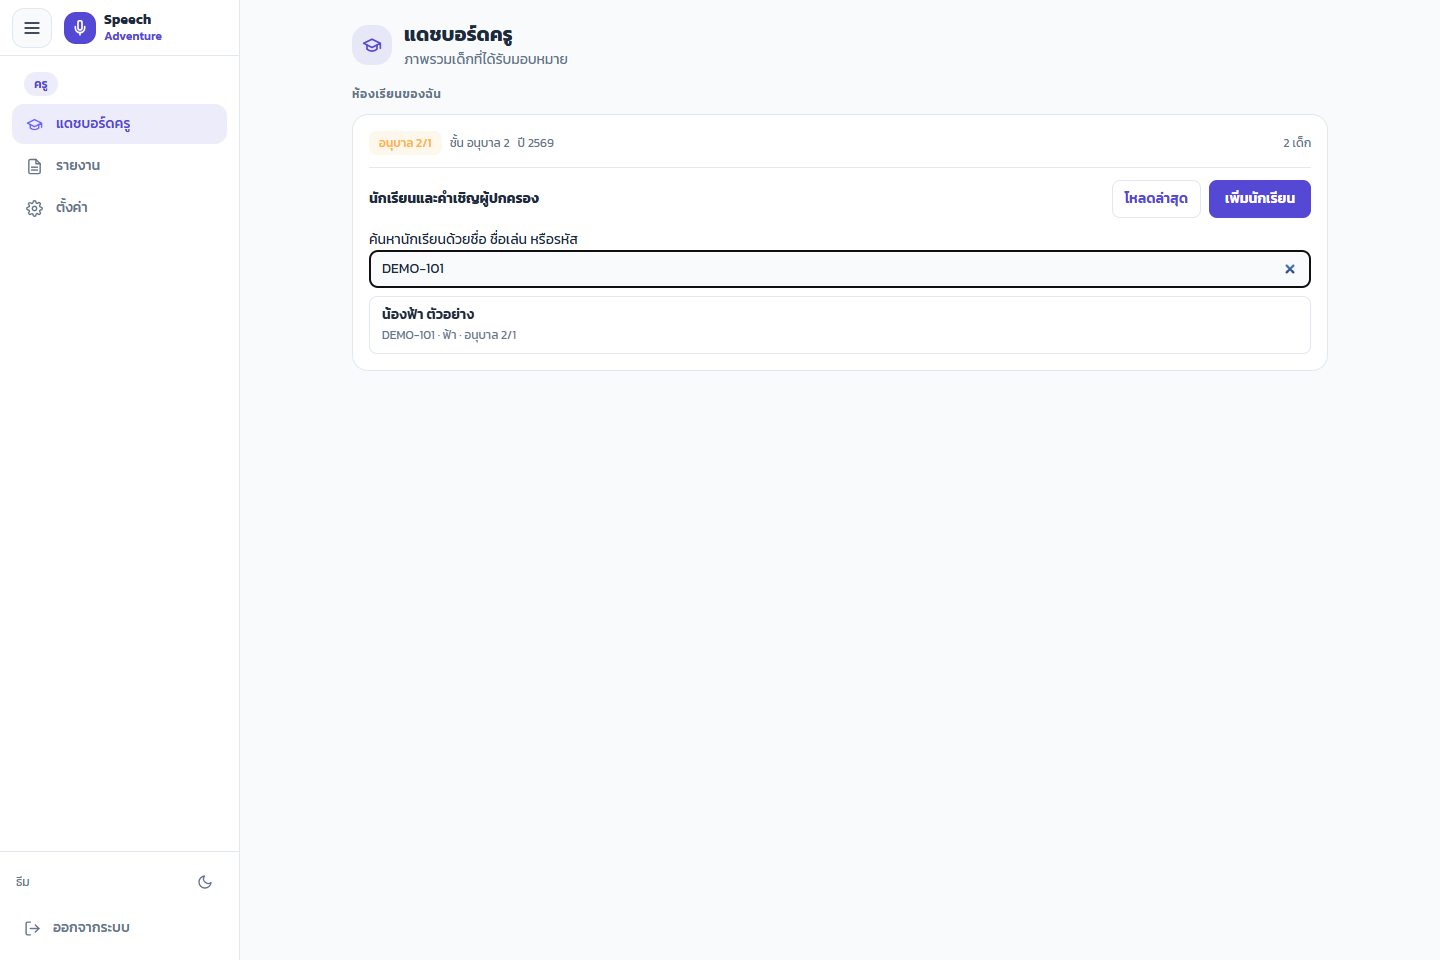 Speech
Adventure
ครู
แดชบอร์ดครู
รายงาน
ตั้งค่า
ธีม
ออกจากระบบ
แดชบอร์ดครู
ภาพรวมเด็กที่ได้รับมอบหมาย
ห้องเรียนของฉัน
อนุบาล 2/1 ชั้น อนุบาล 2 ปี 2569 2 เด็ก
นักเรียนและคำเชิญผู้ปกครอง โหลดล่าสุด เพิ่มนักเรียน
ค้นหานักเรียนด้วยชื่อ ชื่อเล่น หรือรหัส
DEMO-101
น้องฟ้า ตัวอย่าง
DEMO-101 · ฟ้า · อนุบาล 2/1